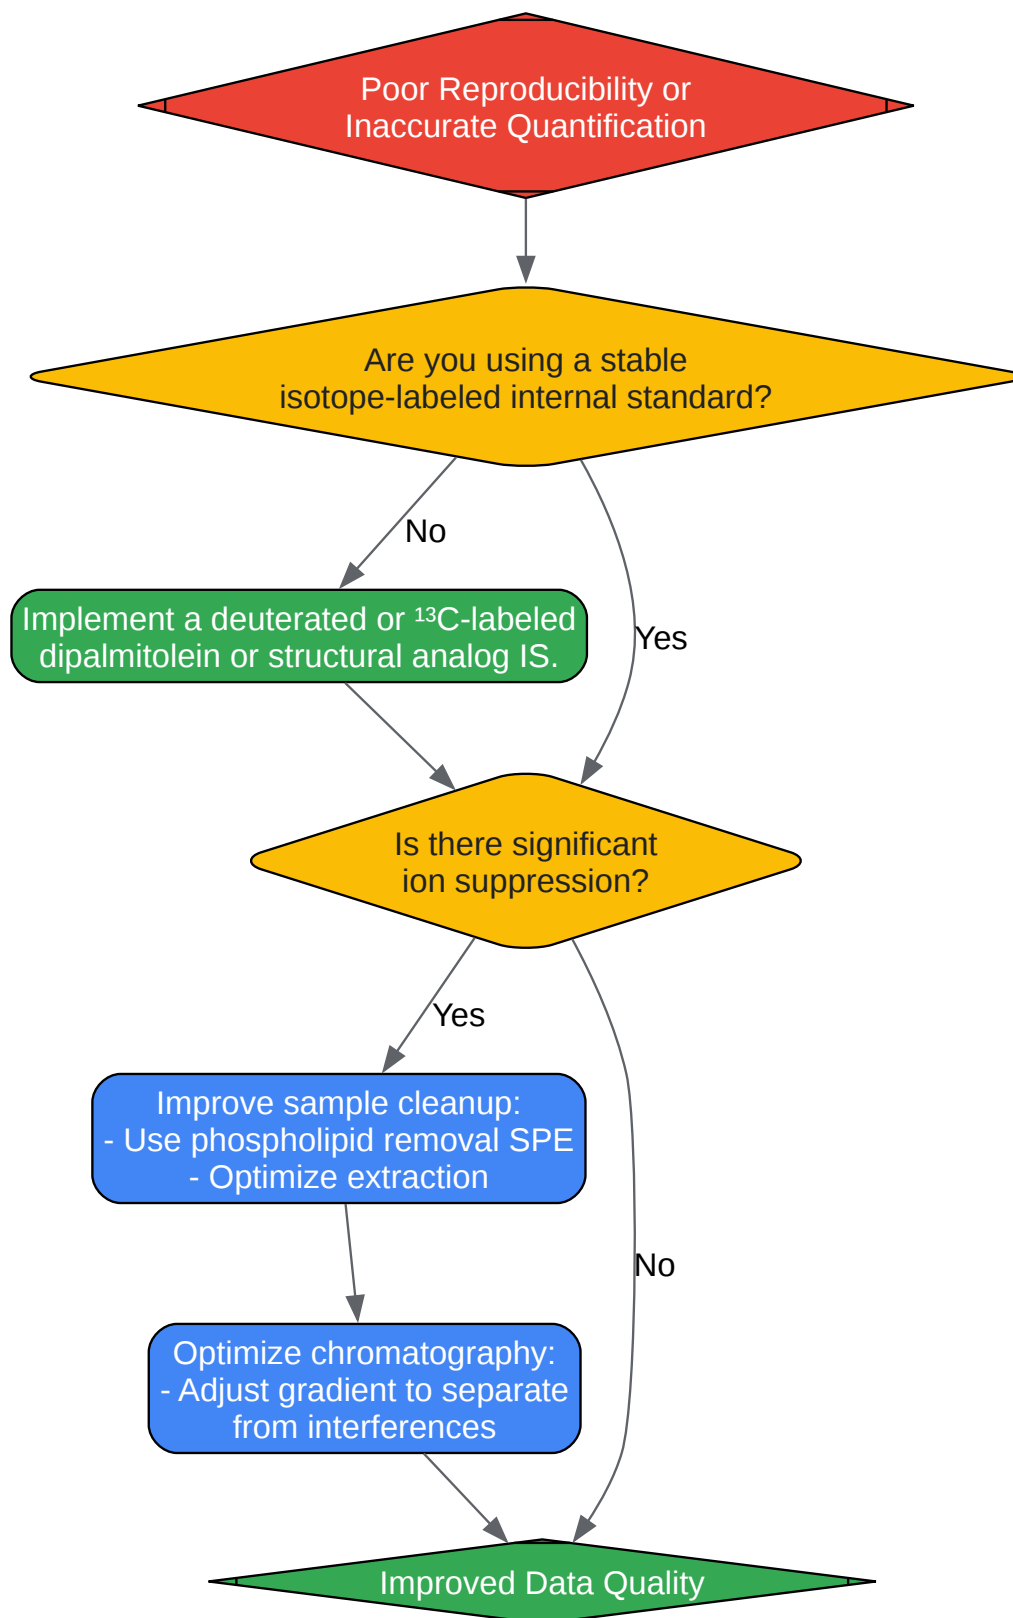 Poor Reproducibility or
Inaccurate Quantification
Are you using a stable
isotope-labeled internal standard?
No
Implement a deuterated or ¹³C-labeled
dipalmitolein or structural analog IS.
Yes
Is there significant
ion suppression?
Yes
Improve sample cleanup:
- Use phospholipid removal SPE
- Optimize extraction
No
Optimize chromatography:
- Adjust gradient to separate
from interferences
Improved Data Quality